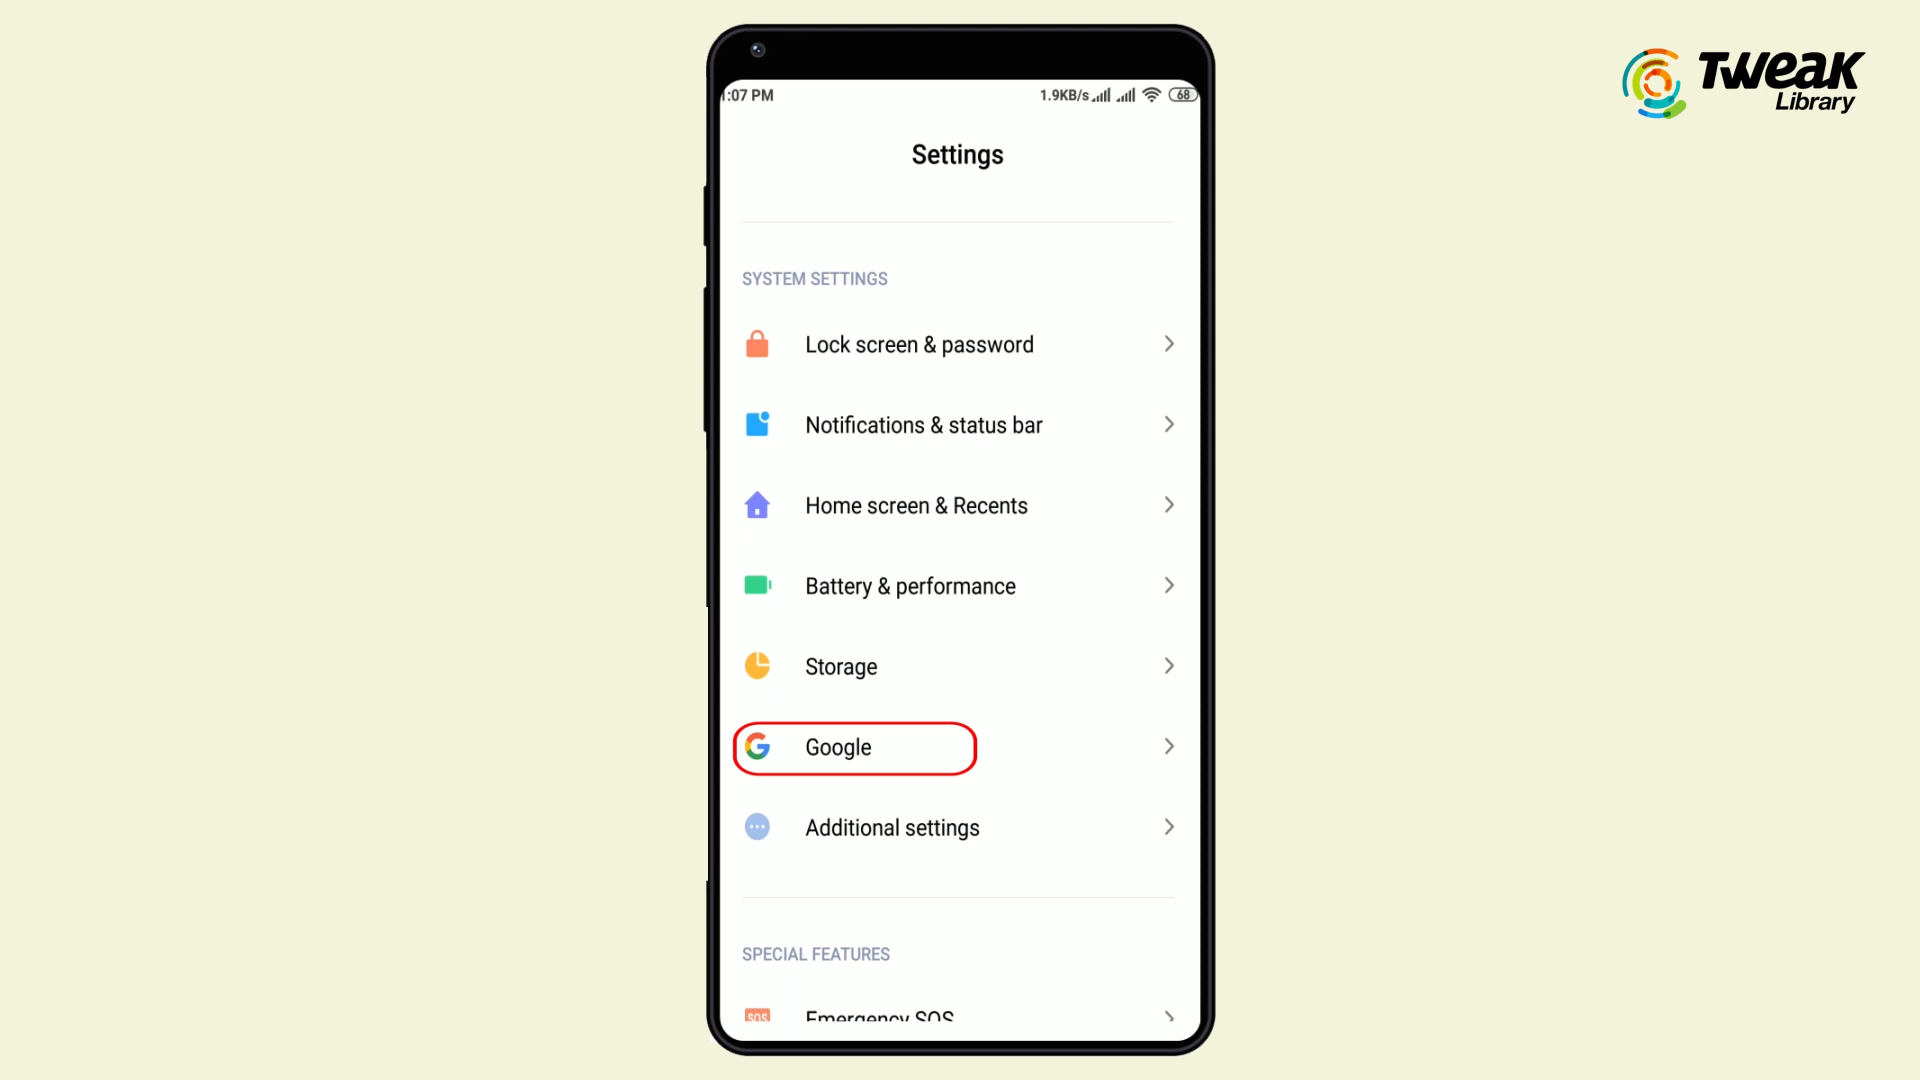 TWeaK
Library
:07 PM
1.9KB/s
68
Settings
SYSTEM SETTINGS
Lock screen & password
Notifications & status bar
Home screen & Recents
Battery & performance
Storage
Google
Additional settings
SPECIAL FEATURES
SOS
Emergency SOS